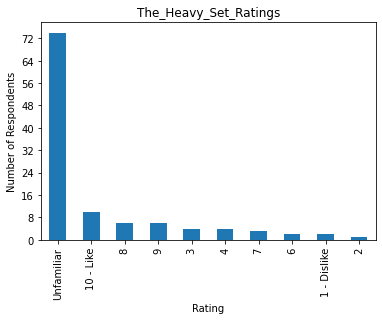 The_Heavy_Set_Ratings
Number of Respondents
72
64
56
48
40
32
24
16
8
0
Unfamiliar
10 - Like
8
9
3
4
7
6
1 - Dislike
2
Rating